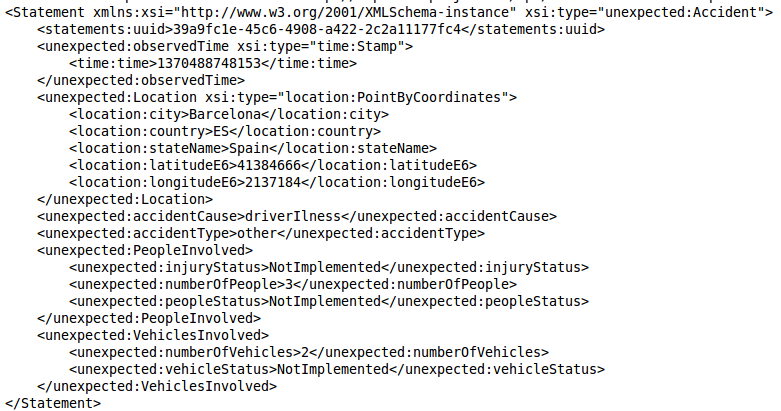 <Statement xmlns:xsi="http://www.w3.org/2001/XMLSchema-instance" xsi:type="unexpected:Accident">
<statements:uuid>39a9fc1e-45c6-4908-a422-2c2a11177fc4</statements:uuid>
<unexpected:observedTime xsi:type="time:Stamp">
<time:time>1370488748153</time:time>
</unexpected:observedTime>
<unexpected:Location xsi:type="location:PointByCoordinates">
<location:city>Barcelona</location:city>
<location:country>ES</location:country>
<location:stateName>Spain</location:stateName>
<location:latitudeE6>41384666</location:latitudeE6>
<location:longitudeE6>2137184</location:longitudeE6>
</unexpected:Location>
<unexpected:accidentCause>driverIlness</unexpected:accidentCause>
<unexpected:accidentType>other</unexpected:accidentType>
<unexpected:PeopleInvolved>
<unexpected:injuryStatus>NotImplemented</unexpected:injuryStatus>
<unexpected:numberOfPeople>3</unexpected:numberOfPeople>
<unexpected:peopleStatus>NotImplemented</unexpected:peopleStatus>
</unexpected:PeopleInvolved>
<unexpected:VehiclesInvolved>
<unexpected:numberOfVehicles>2</unexpected:numberOfVehicles>
<unexpected:vehicleStatus>NotImplemented</unexpected:vehicleStatus>
</unexpected:VehiclesInvolved>
</Statement>